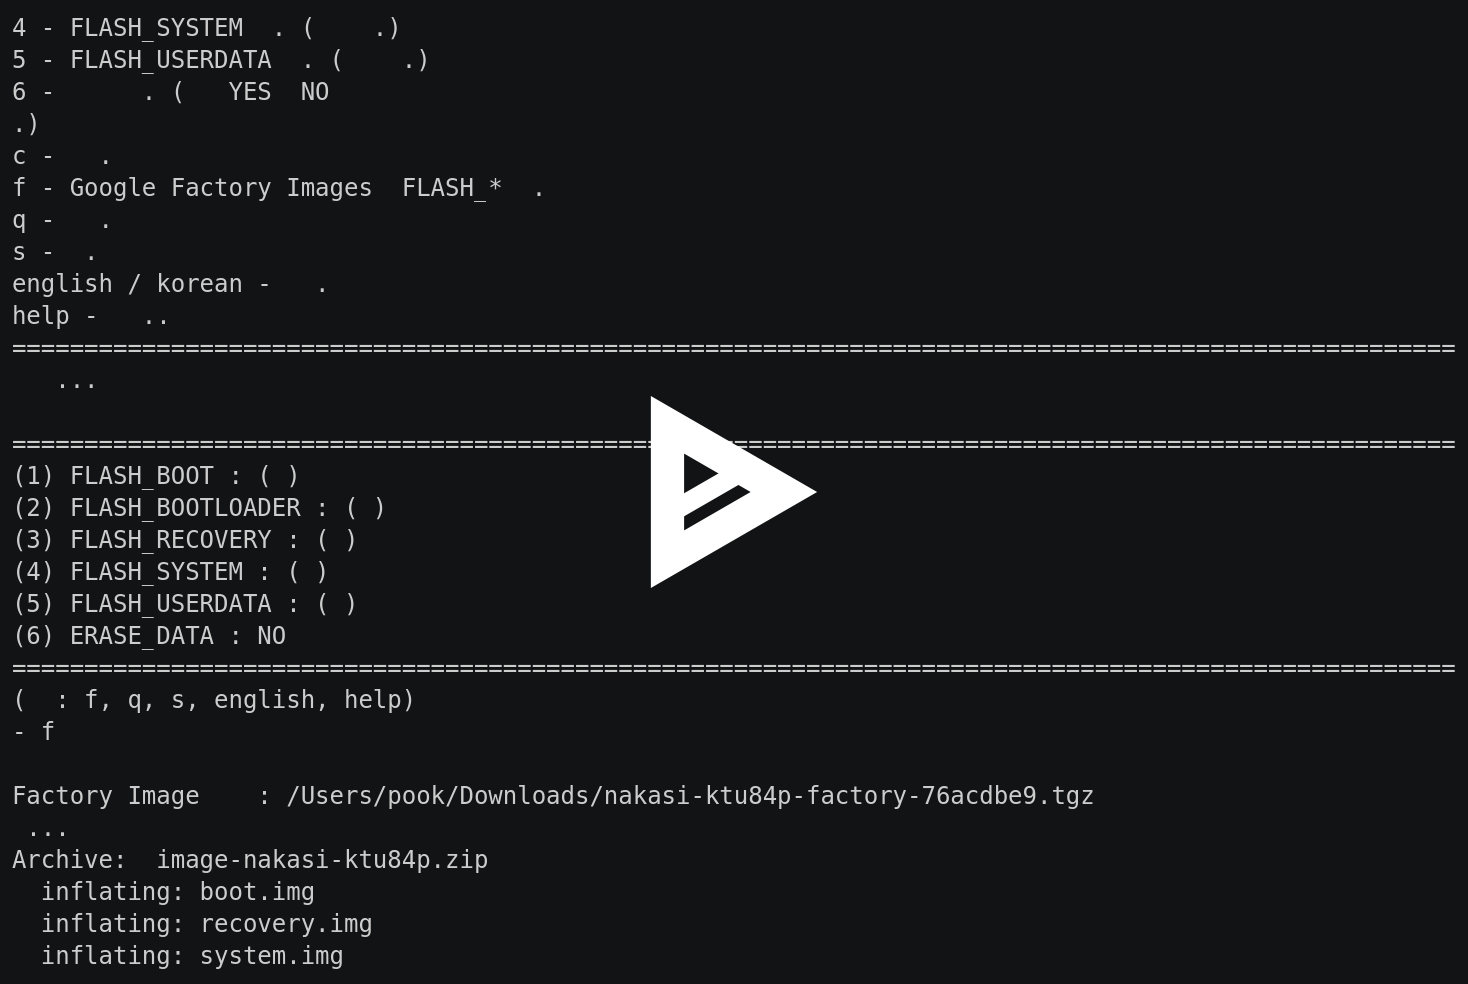 4 - FLASH_SYSTEM  . (    .)
5 - FLASH_USERDATA  . (    .)
6 -      . (   YES  NO
.)
c -   .
f - Google Factory Images  FLASH_*  .
q -   .
s -  .
english / korean -   .
help -   ..
====================================================================================================
   ...
====================================================================================================
(1) FLASH_BOOT : ( )
(2) FLASH_BOOTLOADER : ( )
(3) FLASH_RECOVERY : ( )
(4) FLASH_SYSTEM : ( )
(5) FLASH_USERDATA : ( )
(6) ERASE_DATA : NO
====================================================================================================
(  : f, q, s, english, help)
- f
Factory Image    : /Users/pook/Downloads/nakasi-ktu84p-factory-76acdbe9.tgz
 ...
Archive:  image-nakasi-ktu84p.zip
  inflating: boot.img
  inflating: recovery.img
  inflating: system.img